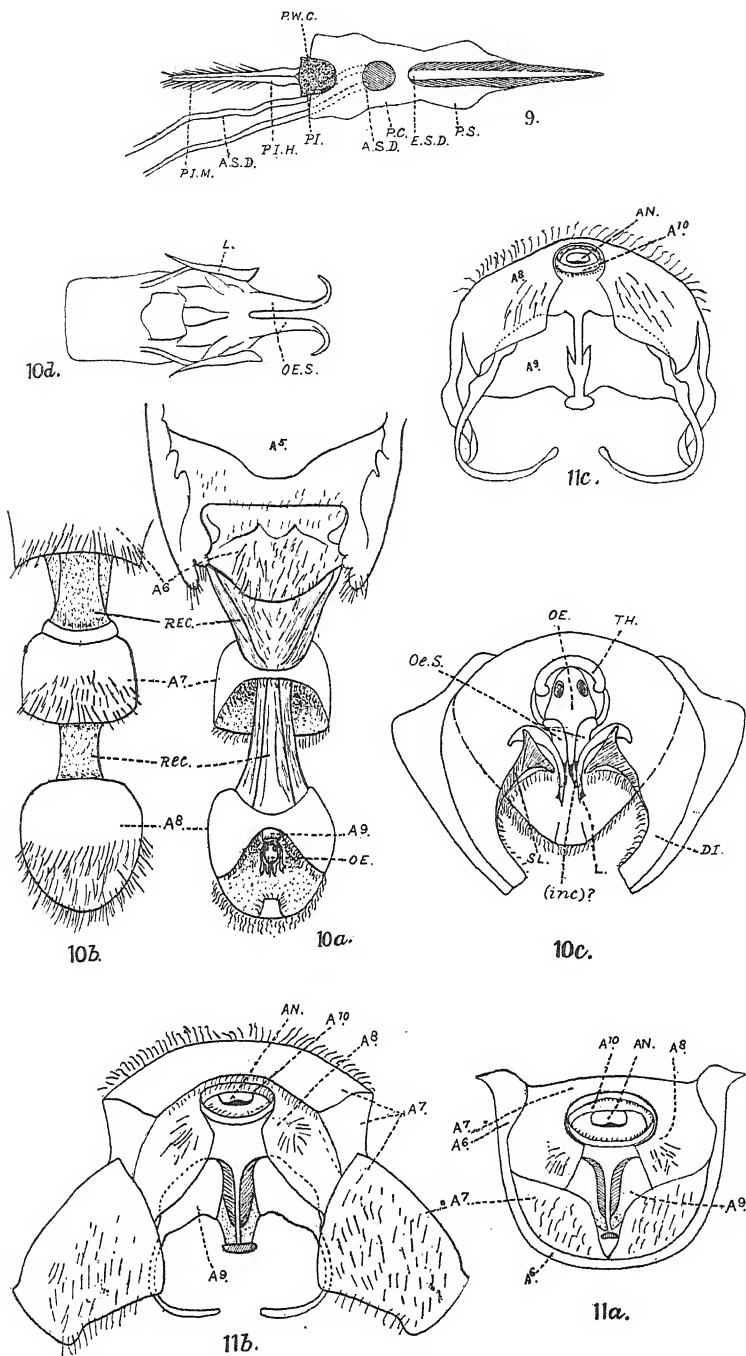 P.W.C.
P.I.M.
A.S.D.
P.I.H.
P.I.
A.S.D.
P.C.
E.S.D.
P.S.
9.
L.
OE.S.
10d.
AN.
A10.
A8.
A9.
11c.
A5.
A6
REC.
A7
REC.
A8
A9.
OE.
10b.
10a.
OE.
TH.
Oe.S.
SL.
(inc)?
L.
DI.
10c.
AN.
A10.
A8.
A7.
A7
A9.
11b.
A10.
AN.
A8.
A7
A6
A9.
A6.
11a.